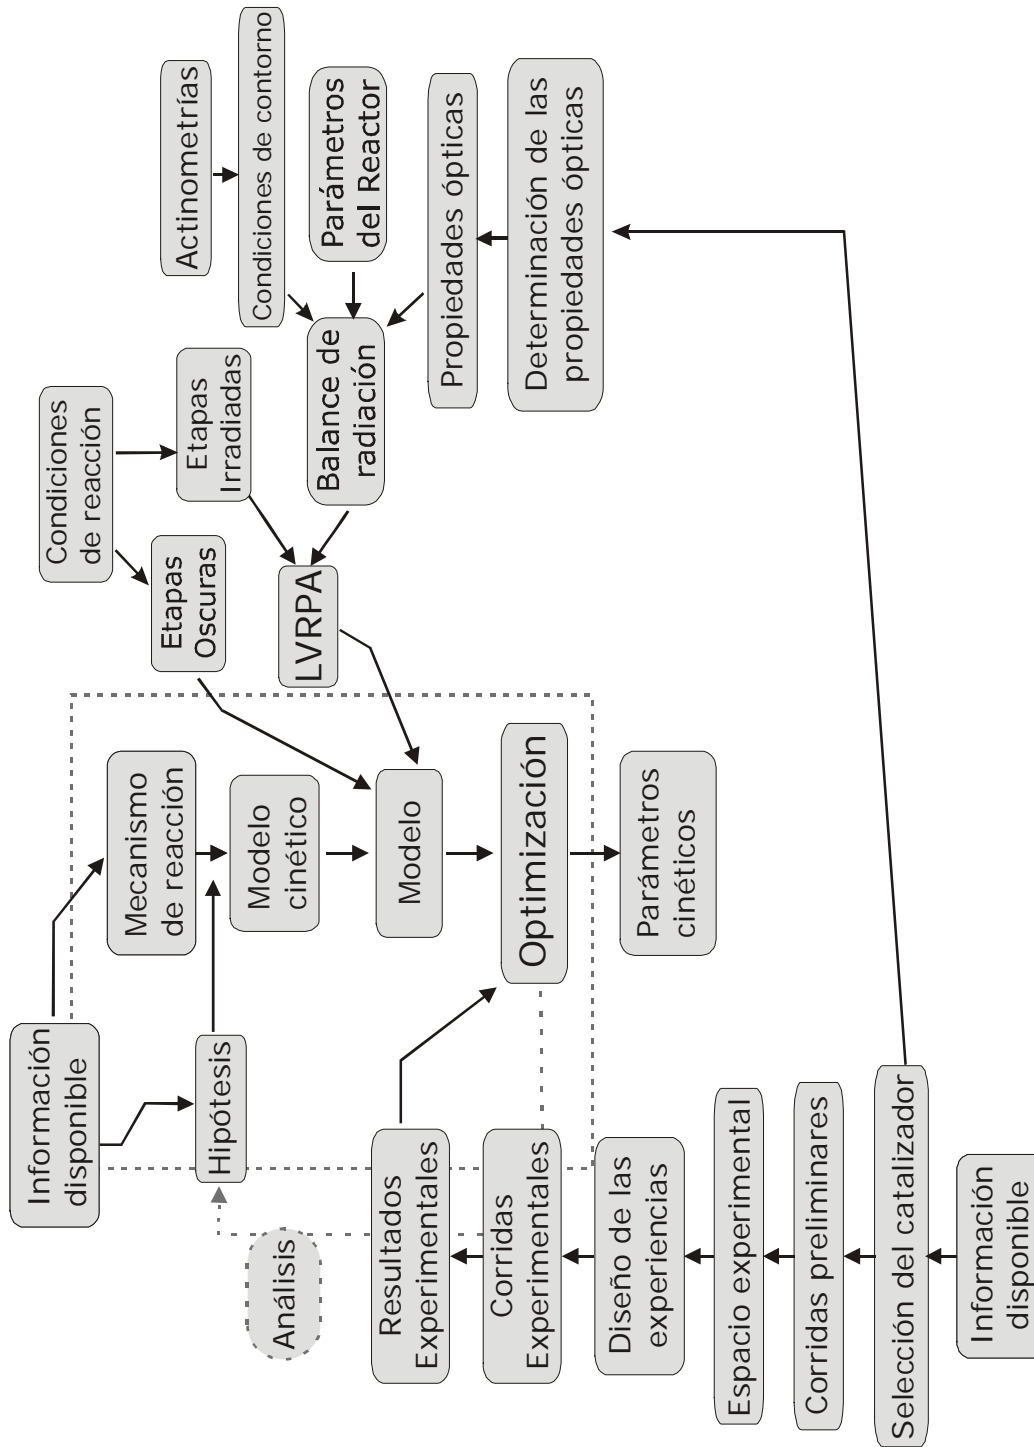 Información
disponible
Mecanismo
de reacción
Hipótesis
Modelo
cinético
Análisis
Resultados
Experimentales
Corridas
Experimentales
Diseño de las
experiencias
Espacio experimental
Corridas preliminares
Selección del catalizador
Información
disponible
Modelo
Optimización
Parámetros
cinéticos
Condiciones
de reacción
Etapas
Oscuras
Etapas
Irradiadas
LVRPA
Balance de
radiación
Actinometrías
Condiciones de contorno
Parámetros
del Reactor
Propiedades ópticas
Determinación de las
propiedades ópticas